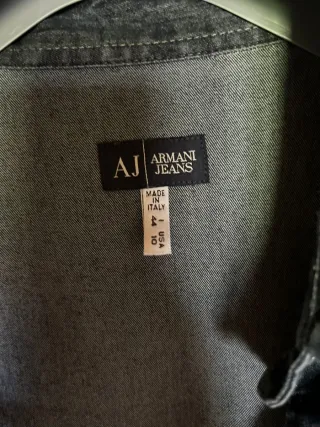 AJ ARMANI
JEANS
MADE
IN
ITALY
I USA
44 10